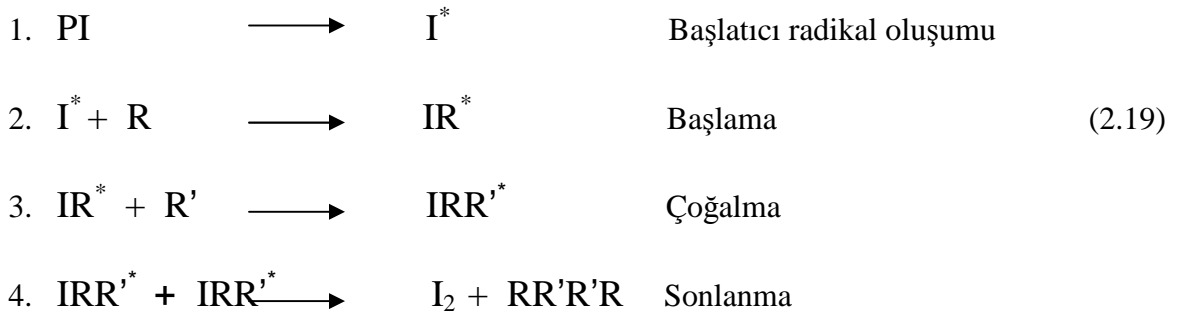 1. PI ⟶ I* Başlatıcı radikal oluşumu
2. I* + R ⟶ IR* Başlama (2.19)
3. IR* + R' ⟶ IRR'* Çoğalma
4. IRR'* + IRR'* ⟶ I₂ + RR'R'R Sonlanma